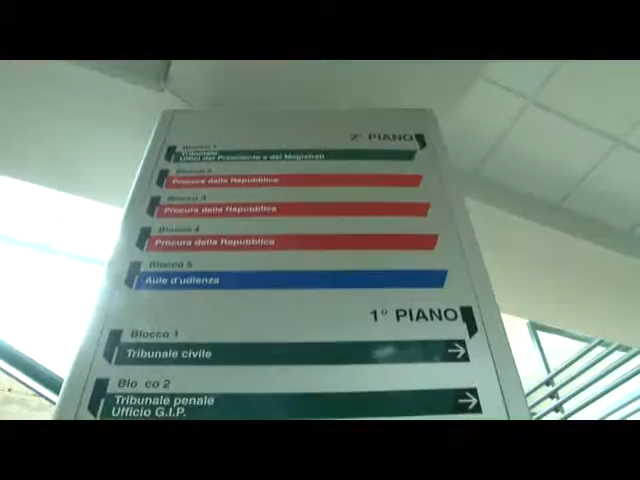 2° PIANO
Blocco 1
Tribunale
Uffici del Presidente e dei Magistrati
Blocco 2
Procura della Repubblica
Blocco 3
Procura della Repubblica
Blocco 4
Procura della Repubblica
Blocco 5
Aule d'udienza
1° PIANO
Blocco 1
Tribunale civile
Blo co 2
Tribunale penale
Ufficio G.I.P.